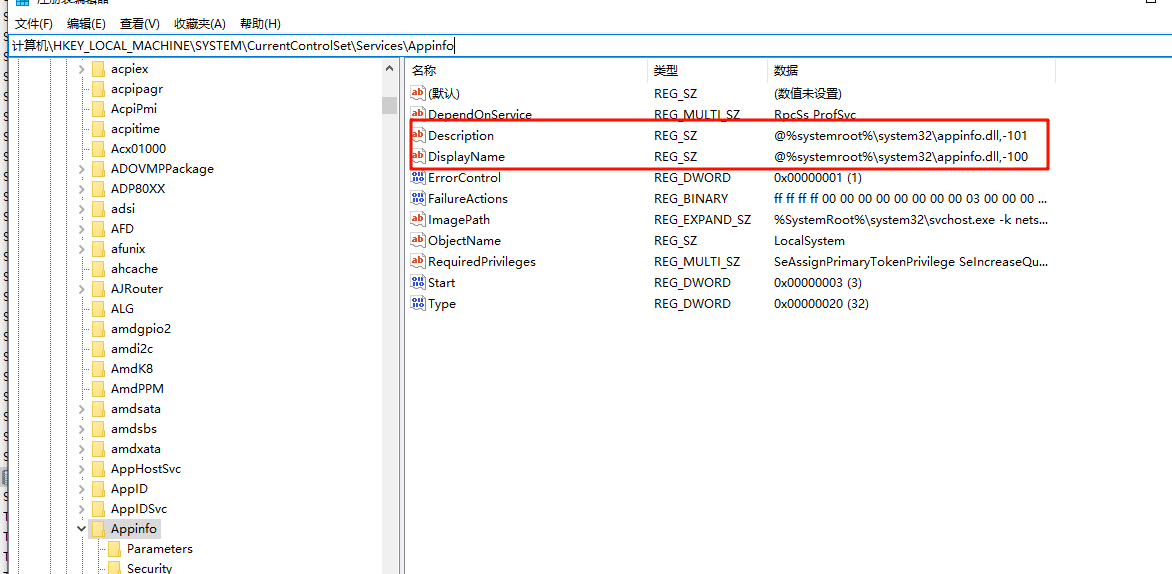 文件(F) 编辑(E) 查看(V) 收藏夹(A) 帮助(H)
计算机\HKEY_LOCAL_MACHINE\SYSTEM\CurrentControlSet\Services\Appinfo
acpiex
acpipagr
AcpiPmi
acpitime
Acx01000
ADOVMPPackage
ADP80XX
adsi
AFD
afunix
ahcache
AJRouter
ALG
amdgpio2
amdi2c
AmdK8
AmdPPM
amdsata
amdsbs
amdxata
AppHostSvc
AppID
AppIDSvc
Appinfo
Parameters
Security
名称 类型 数据
(默认) REG_SZ (数值未设置)
DependOnService REG_MULTI_SZ RpcSs ProfSvc
Description REG_SZ @%systemroot%\system32\appinfo.dll,-101
DisplayName REG_SZ @%systemroot%\system32\appinfo.dll,-100
ErrorControl REG_DWORD 0x00000001 (1)
FailureActions REG_BINARY ff ff ff ff 00 00 00 00 00 00 00 00 03 00 00 00 ...
ImagePath REG_EXPAND_SZ %SystemRoot%\system32\svchost.exe -k nets...
ObjectName REG_SZ LocalSystem
RequiredPrivileges REG_MULTI_SZ SeAssignPrimaryTokenPrivilege SeIncreaseQu...
Start REG_DWORD 0x00000003 (3)
Type REG_DWORD 0x00000020 (32)